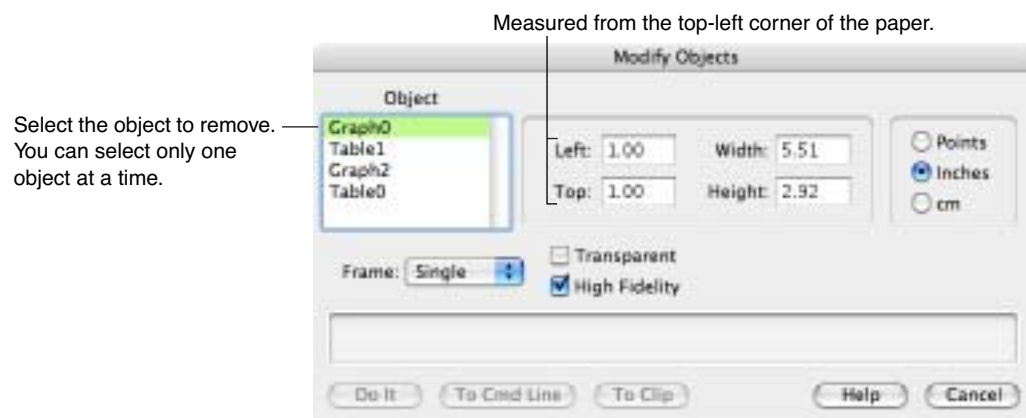 Measured from the top-left corner of the paper.
Modify Objects
Object
Select the object to remove.
You can select only one
object at a time.
Graph0
Table1
Graph2
Table0
Left: 1.00 Width: 5.51
Top: 1.00 Height: 2.92
Points
Inches
cm
Frame: Single
Transparent
High Fidelity
Do It To Cmd Line To Clip Help Cancel